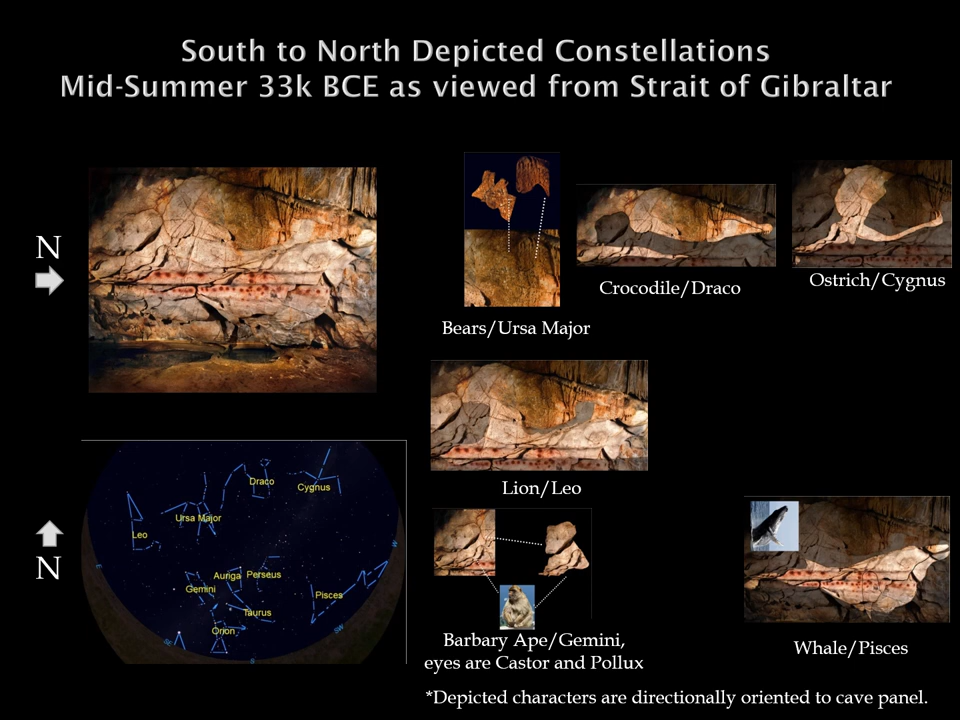 South to North Depicted Constellations
Mid-Summer 33k BCE as viewed from Strait of Gibraltar
N
Bears/Ursa Major
Crocodile/Draco
Ostrich/Cygnus
Lion/Leo
Draco
Cygnus
Ursa Major
Leo
Auriga
Perseus
Gemini
Pisces
Taurus
Orion
E
SE
S
SW
W
N
Barbary Ape/Gemini,
eyes are Castor and Pollux
Whale/Pisces
*Depicted characters are directionally oriented to cave panel.